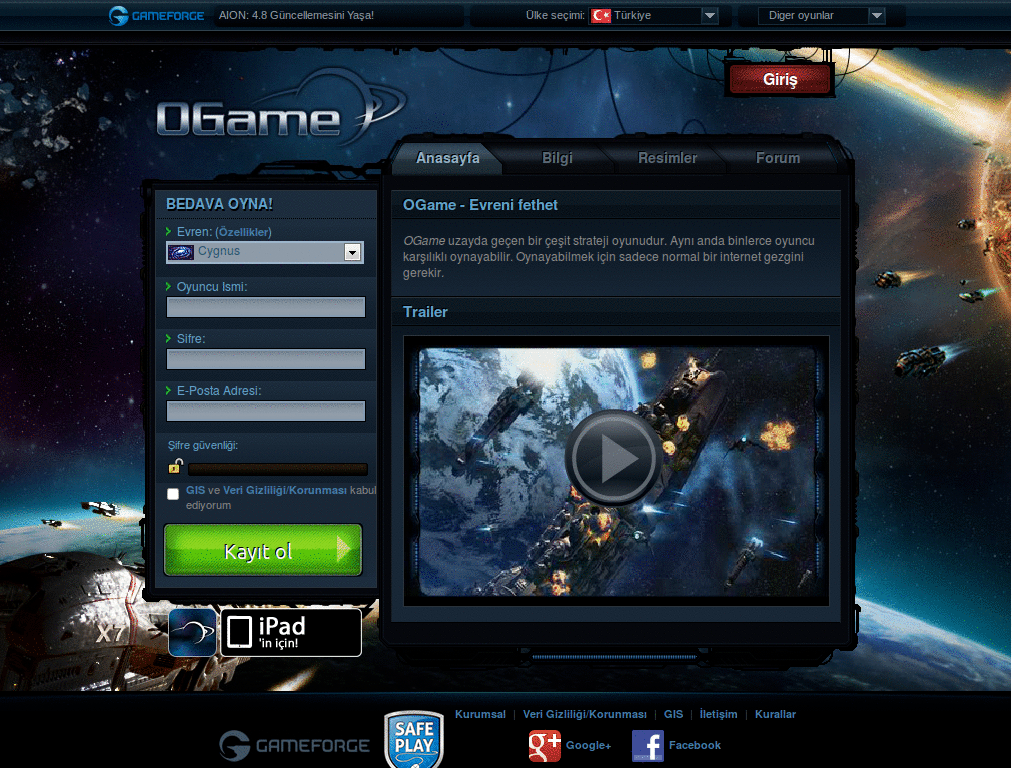 GAMEFORGE
AION: 4.8 Güncellemesini Yaşa!
Ülke seçimi: Türkiye
Diger oyunlar
Giriş
OGame
Anasayfa
Bilgi
Resimler
Forum
BEDAVA OYNA!
Evren: (Özellikler)
Cygnus
Oyuncu Ismi:
Sifre:
E-Posta Adresi:
Şifre güvenliği:
GIS ve Veri Gizliliği/Korunması kabul
ediyorum
Kayıt ol
OGame - Evreni fethet
OGame uzayda geçen bir çeşit strateji oyunudur. Aynı anda binlerce oyuncu
karşılıklı oynayabilir. Oynayabilmek için sadece normal bir internet gezgini
gerekir.
Trailer
X7
iPad
'in için!
Kurumsal | Veri Gizliliği/Korunması | GIS | İletişim | Kurallar
GAMEFORGE
SAFE
PLAY
g+ Google+
f Facebook